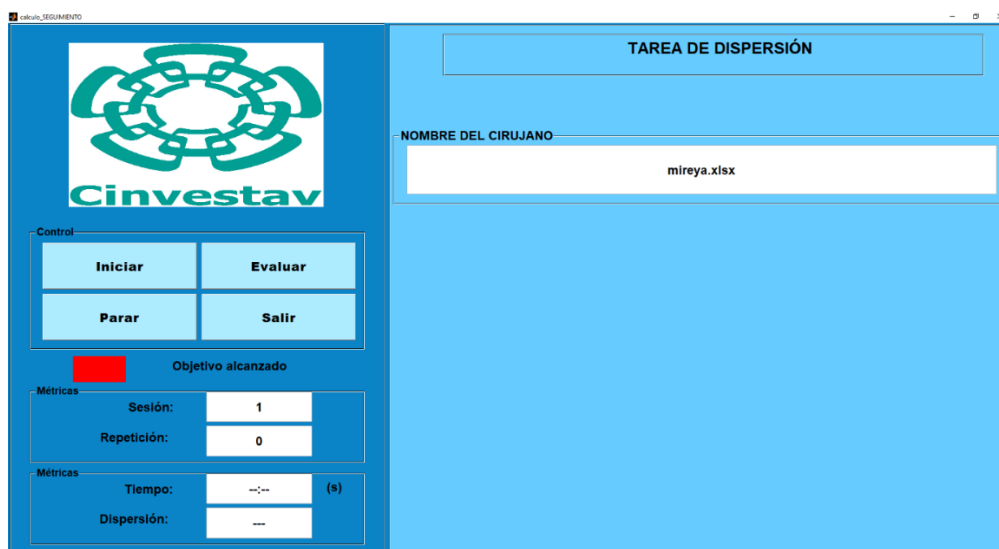 calculo_SEGUIMIENTO
Cinvestav
Control
Iniciar
Evaluar
Parar
Salir
Objetivo alcanzado
Métricas
Sesión:
1
Repetición:
0
Métricas
Tiempo:
--:--
(s)
Dispersión:
---
TAREA DE DISPERSIÓN
NOMBRE DEL CIRUJANO
mireya.xlsx